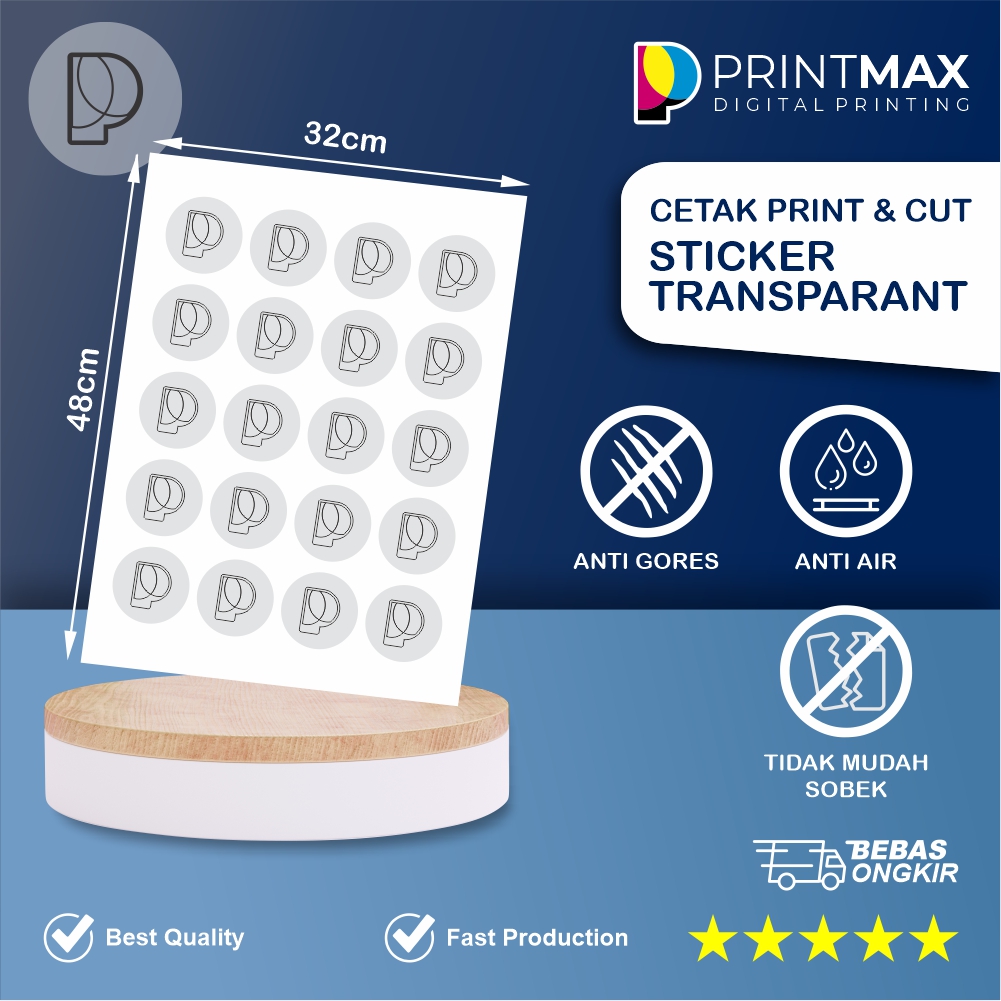 PRINTMAX
DIGITAL PRINTING
32cm
48cm
CETAK PRINT & CUT
STICKER
TRANSPARANT
ANTI GORES
ANTI AIR
TIDAK MUDAH
SOBEK
BEBAS
ONGKIR
Best Quality
Fast Production